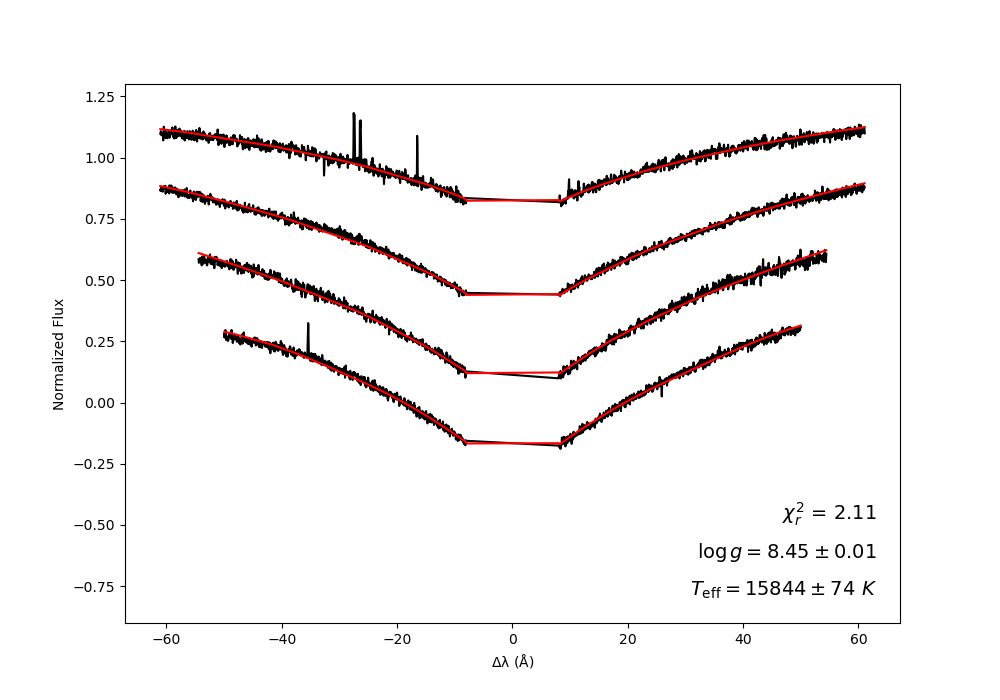 1.25
1.00
0.75
0.50
0.25
0.00
−0.25
−0.50
−0.75
Normalized Flux
χ²ᵣ = 2.11
log g = 8.45 ± 0.01
T_eff = 15844 ± 74 K
−60 −40 −20 0 20 40 60
Δλ (Å)